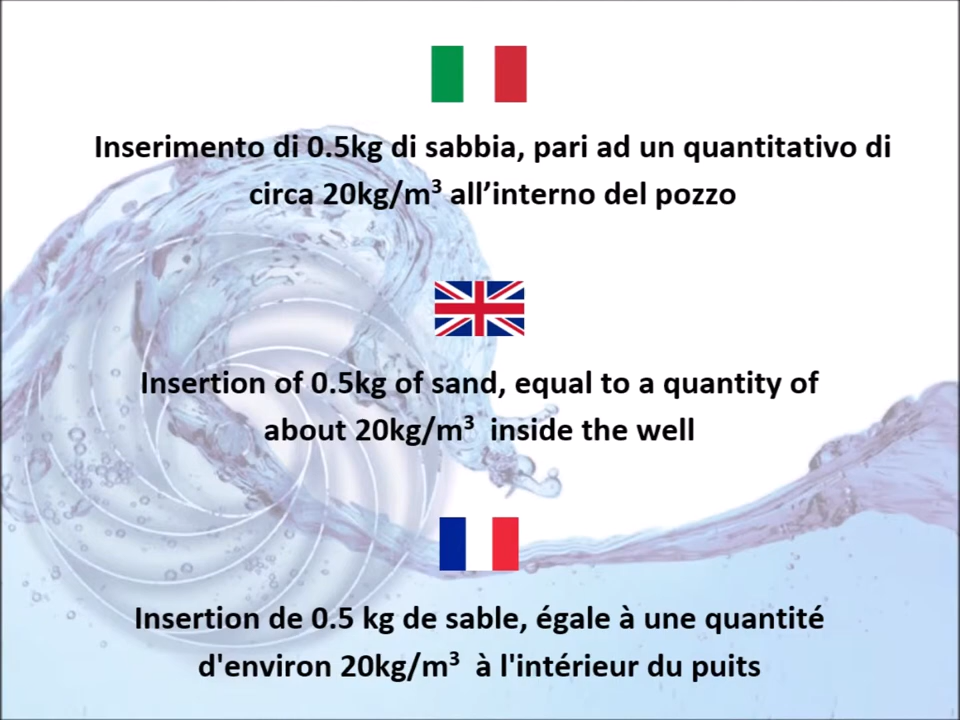 Inserimento di 0.5kg di sabbia, pari ad un quantitativo di
circa 20kg/m³ all’interno del pozzo
Insertion of 0.5kg of sand, equal to a quantity of
about 20kg/m³ inside the well
Insertion de 0.5 kg de sable, égale à une quantité
d'environ 20kg/m³ à l'intérieur du puits